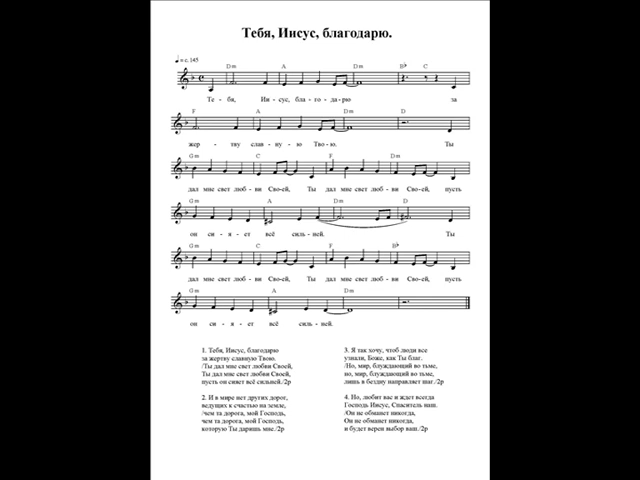 Тебя, Иисус, благодарю.
♩= c. 145
Dm A Dm B♭ C
Те - бя, Ии - сус, бла - го - да - рю за
F A Dm D
жер - тву слав - ну - ю Тво - ю. Ты
Gm C F Dm
дал мне свет люб - ви Сво-ей, Ты дал мне свет люб - ви Сво-ей, пусть
Gm A Dm D
он си - я - ет всё силь - ней. Ты
Gm C F B♭
дал мне свет люб - ви Сво-ей, Ты дал мне свет люб - ви Сво-ей, пусть
Gm A Dm
он си - я - ет всё силь - ней.
1. Тебя, Иисус, благодарю
за жертву славную Твою.
/Ты дал мне свет любви Своей,
Ты дал мне свет любви Своей,
пусть он сияет всё сильней./2р
2. И в мире нет других дорог,
ведущих к счастью на земле,
/чем та дорога, мой Господь,
чем та дорога, мой Господь,
которую Ты даришь мне./2р
3. Я так хочу, чтоб люди все
узнали, Боже, как Ты благ.
/Но, мир, блуждающий во тьме,
но, мир, блуждающий во тьме,
лишь в бездну направляет шаг./2р
4. Но, любит вас и ждет всегда
Господь Иисус, Спаситель наш.
/Он не обманет никогда,
Он не обманет никогда,
и будет верен выбор ваш./2р